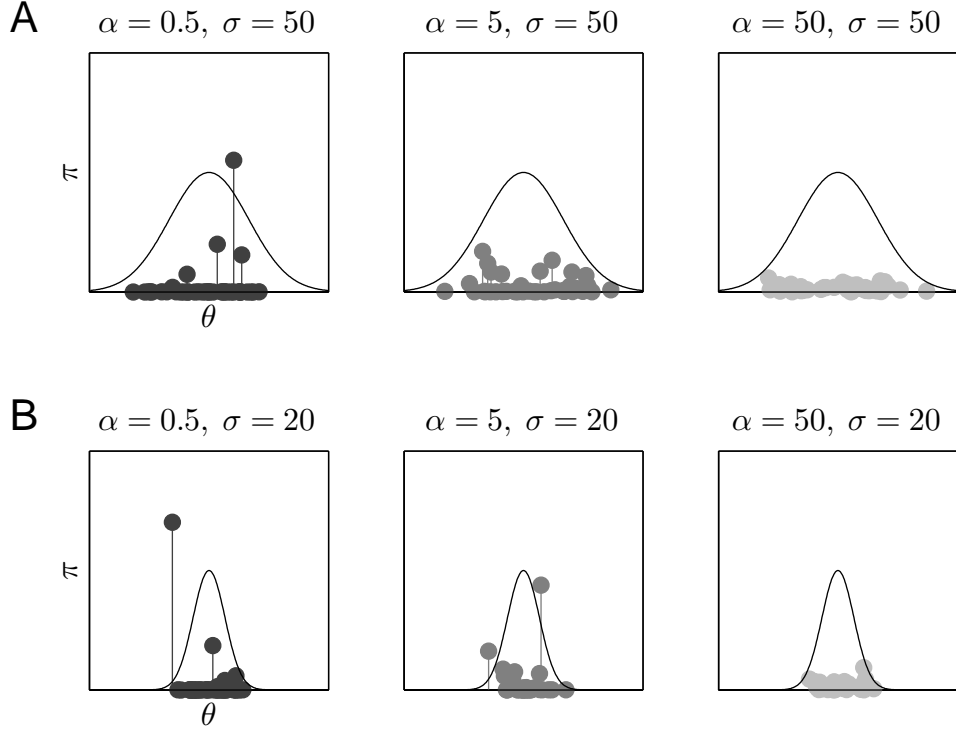 A
α = 0.5, σ = 50
α = 5, σ = 50
α = 50, σ = 50
π
θ
B
α = 0.5, σ = 20
α = 5, σ = 20
α = 50, σ = 20
π
θ